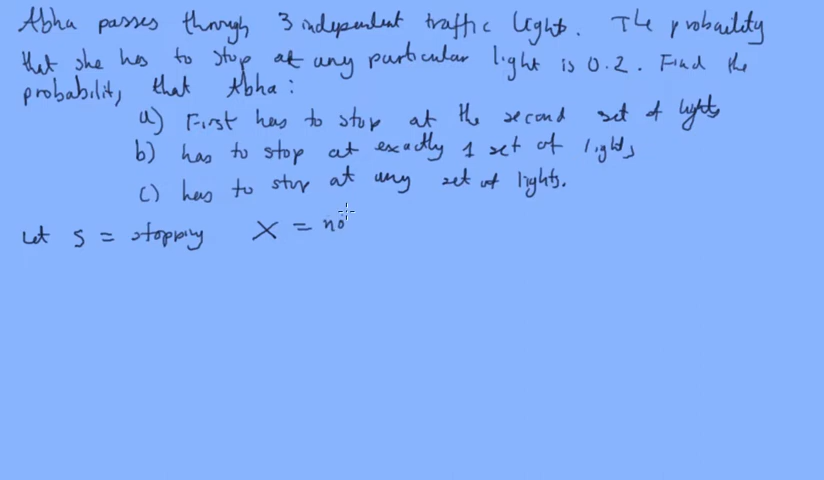 Abha passes through 3 independent traffic light. The probability
that she has to stop at any particular light is 0.2. Find the
probability that Abha:
a) First has to stop at the second set of lights
b) has to stop at exactly 1 set of lights
c) has to stop at any set of lights.
Let S = stopping X = no